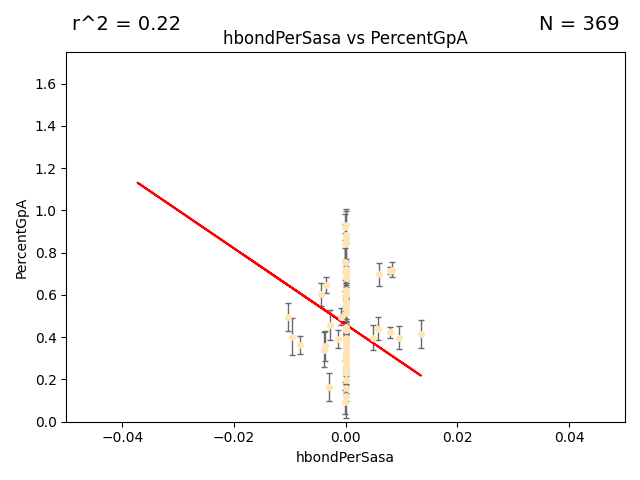 r^2 = 0.22
N = 369
hbondPerSasa vs PercentGpA
PercentGpA
1.6
1.4
1.2
1.0
0.8
0.6
0.4
0.2
0.0
−0.04
−0.02
0.00
0.02
0.04
hbondPerSasa